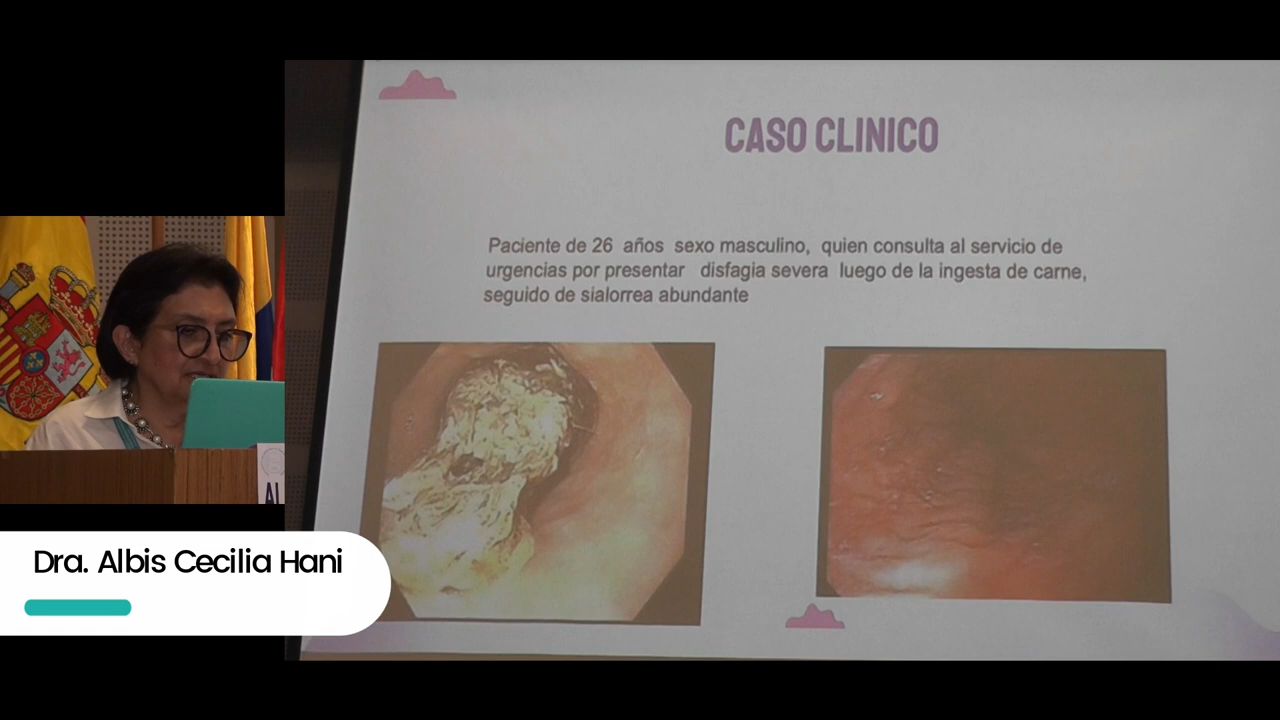 CASO CLINICO
Paciente de 26 años sexo masculino, quien consulta al servicio de
urgencias por presentar disfagia severa luego de la ingesta de carne,
seguido de sialorrea abundante
AL
Dra. Albis Cecilia Hani